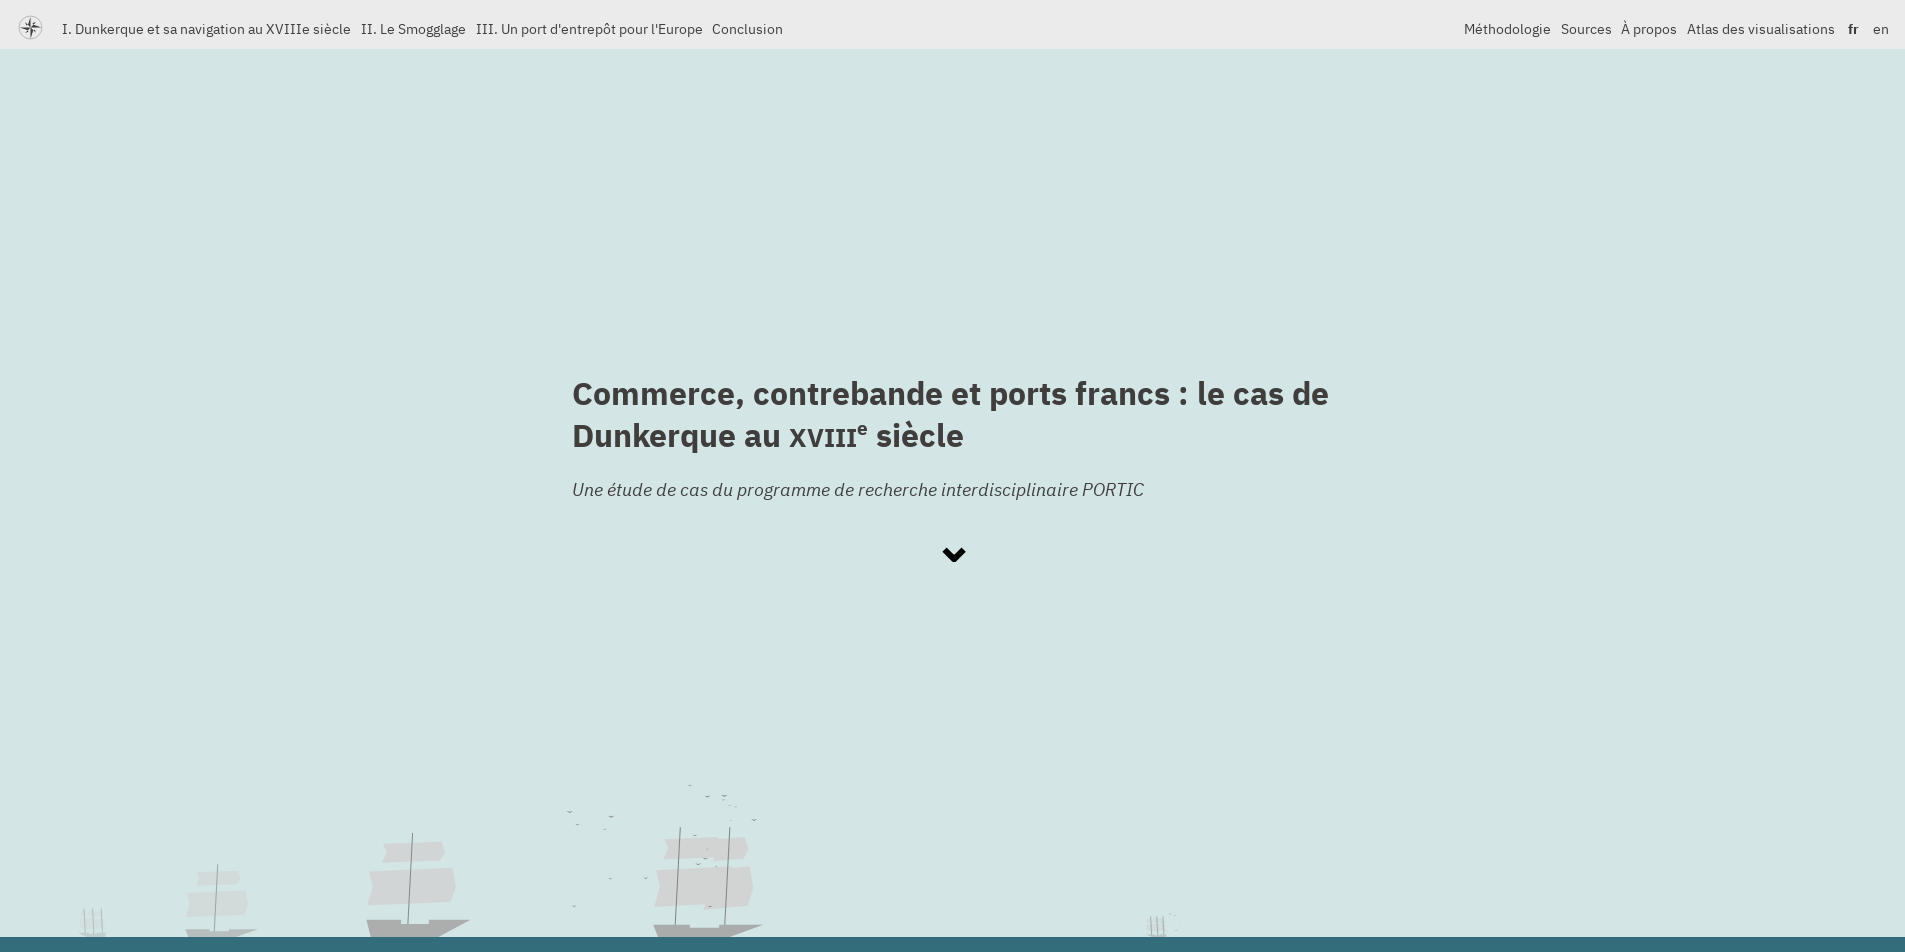 I. Dunkerque et sa navigation au XVIIIe siècle II. Le Smogglage III. Un port d'entrepôt pour l'Europe Conclusion Méthodologie Sources À propos Atlas des visualisations fr en
Commerce, contrebande et ports francs : le cas de
Dunkerque au XVIIIe siècle
Une étude de cas du programme de recherche interdisciplinaire PORTIC